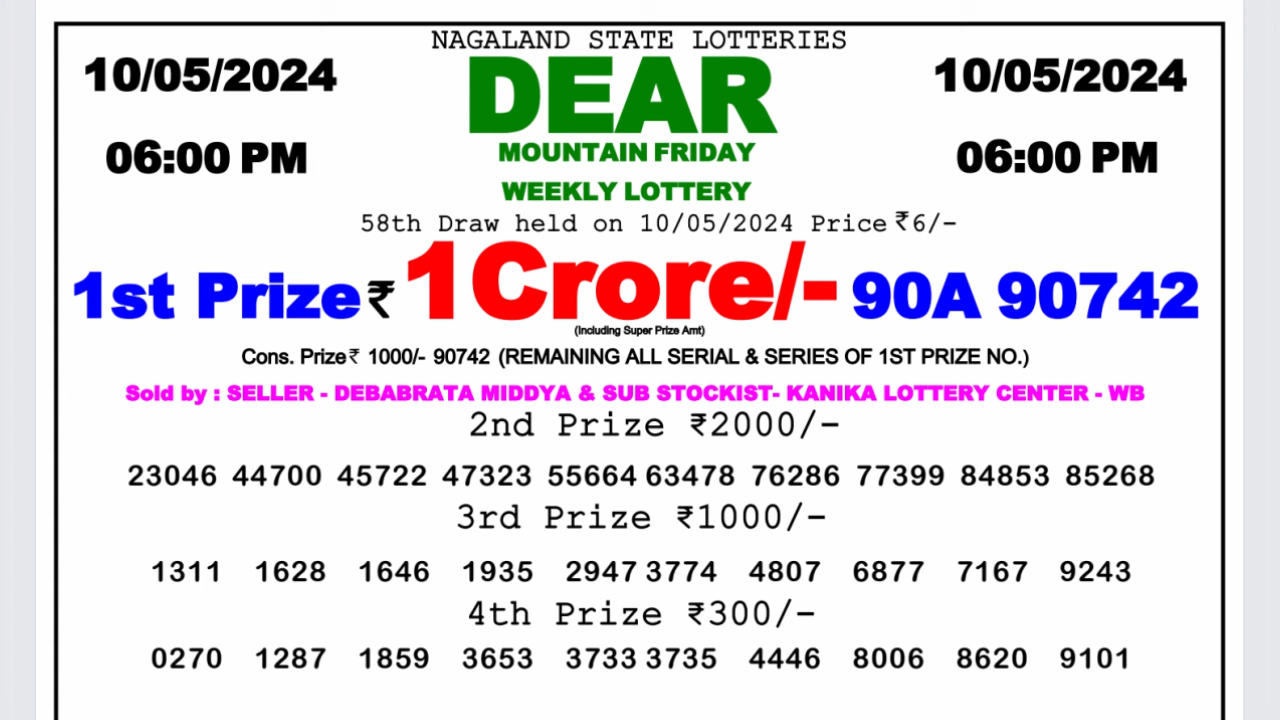 NAGALAND STATE LOTTERIES
10/05/2024 DEAR 10/05/2024
06:00 PM MOUNTAIN FRIDAY 06:00 PM
WEEKLY LOTTERY
58th Draw held on 10/05/2024 Price ₹6/-
1st Prize ₹ 1Crore/- 90A 90742
(Including Super Prize Amt)
Cons. Prize ₹ 1000/- 90742 (REMAINING ALL SERIAL & SERIES OF 1ST PRIZE NO.)
Sold by : SELLER - DEBABRATA MIDDYA & SUB STOCKIST- KANIKA LOTTERY CENTER - WB
2nd Prize ₹2000/-
23046 44700 45722 47323 55664 63478 76286 77399 84853 85268
3rd Prize ₹1000/-
1311 1628 1646 1935 2947 3774 4807 6877 7167 9243
4th Prize ₹300/-
0270 1287 1859 3653 3733 3735 4446 8006 8620 9101